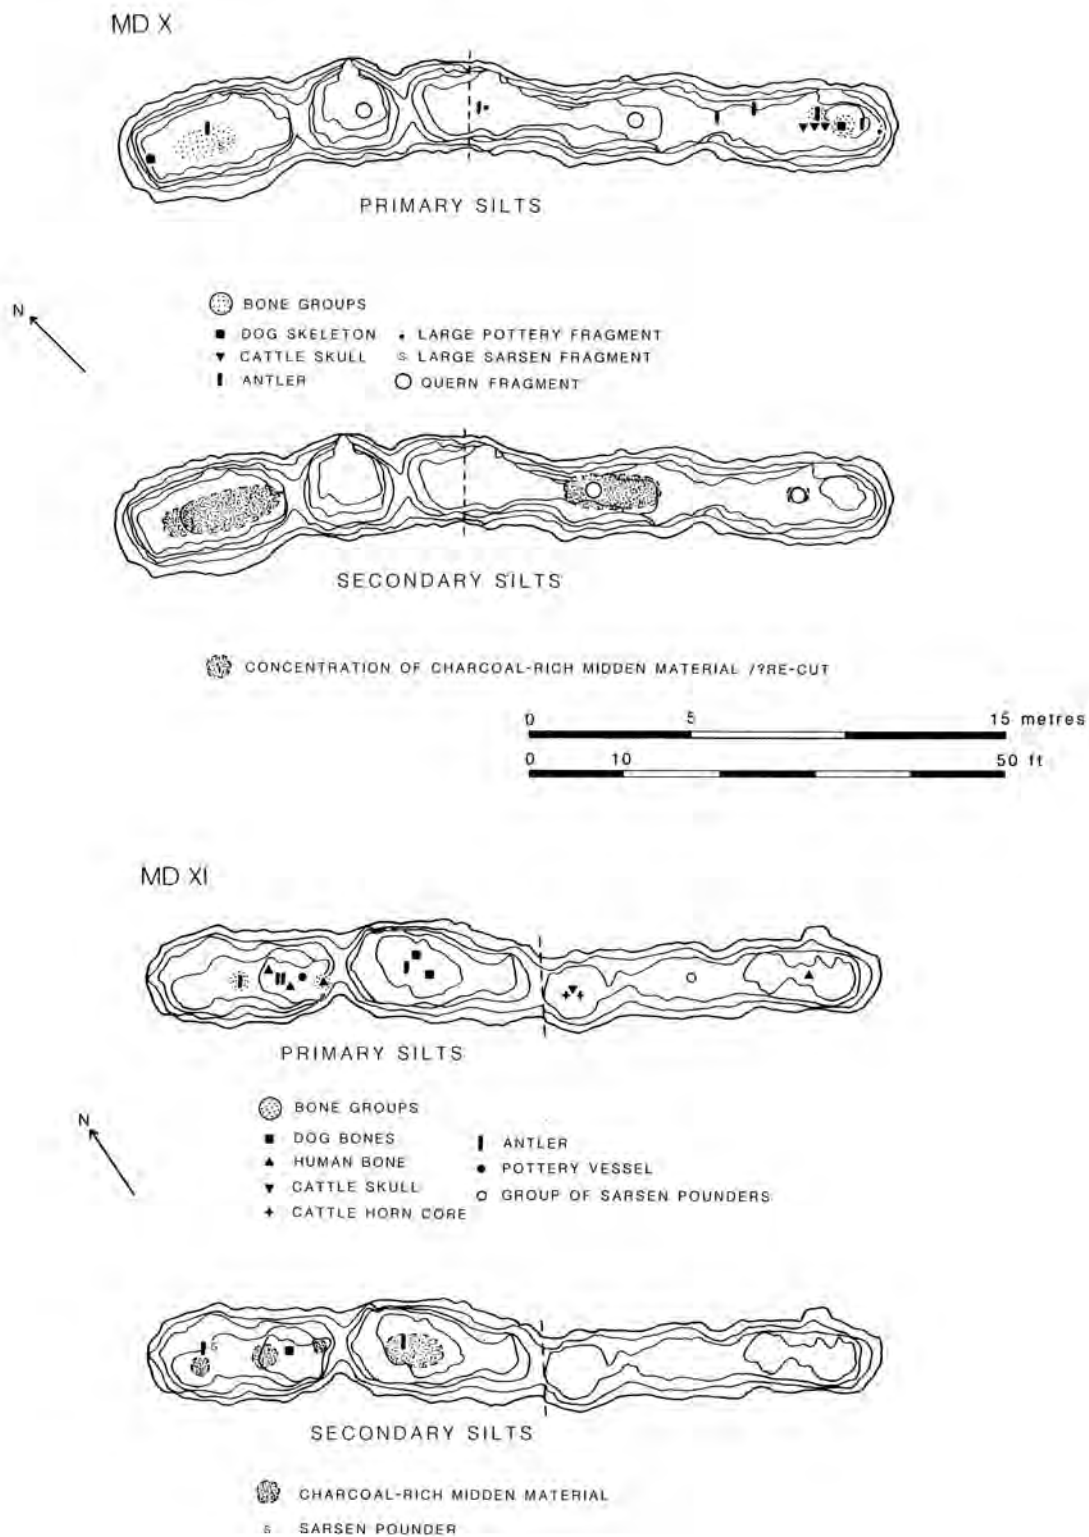 MD X
PRIMARY SILTS
N
BONE GROUPS
DOG SKELETON
LARGE POTTERY FRAGMENT
CATTLE SKULL
S LARGE SARSEN FRAGMENT
ANTLER
QUERN FRAGMENT
SECONDARY SILTS
CONCENTRATION OF CHARCOAL-RICH MIDDEN MATERIAL /?RE-CUT
0 5 15 metres
0 10 50 ft
MD XI
PRIMARY SILTS
N
BONE GROUPS
DOG BONES
ANTLER
HUMAN BONE
POTTERY VESSEL
CATTLE SKULL
GROUP OF SARSEN POUNDERS
CATTLE HORN CORE
S
S
SECONDARY SILTS
CHARCOAL-RICH MIDDEN MATERIAL
S SARSEN POUNDER